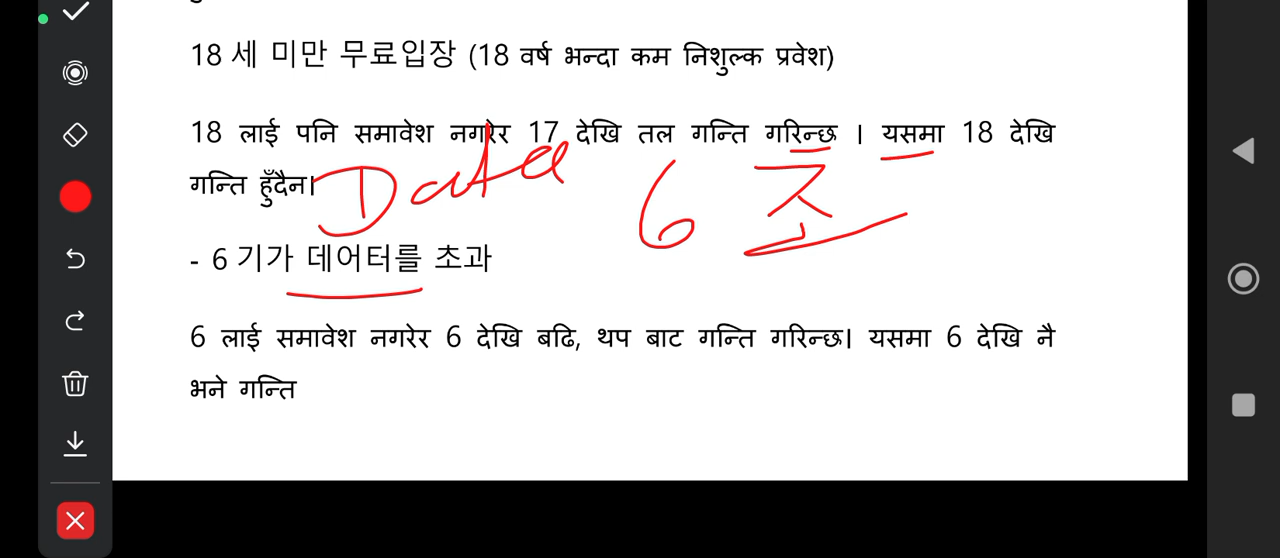 18 세 미만 무료입장 (18 वर्ष भन्दा कम निशुल्क प्रवेश)
18 लाई पनि समावेश नगरेर 17 देखि तल गन्ति गरिन्छ । यसमा 18 देखि
गन्ति हुँदैन।
Data 6 조
- 6 기가 데어터를 초과
6 लाई समावेश नगरेर 6 देखि बढि, थप बाट गन्ति गरिन्छ। यसमा 6 देखि नै
भने गन्ति